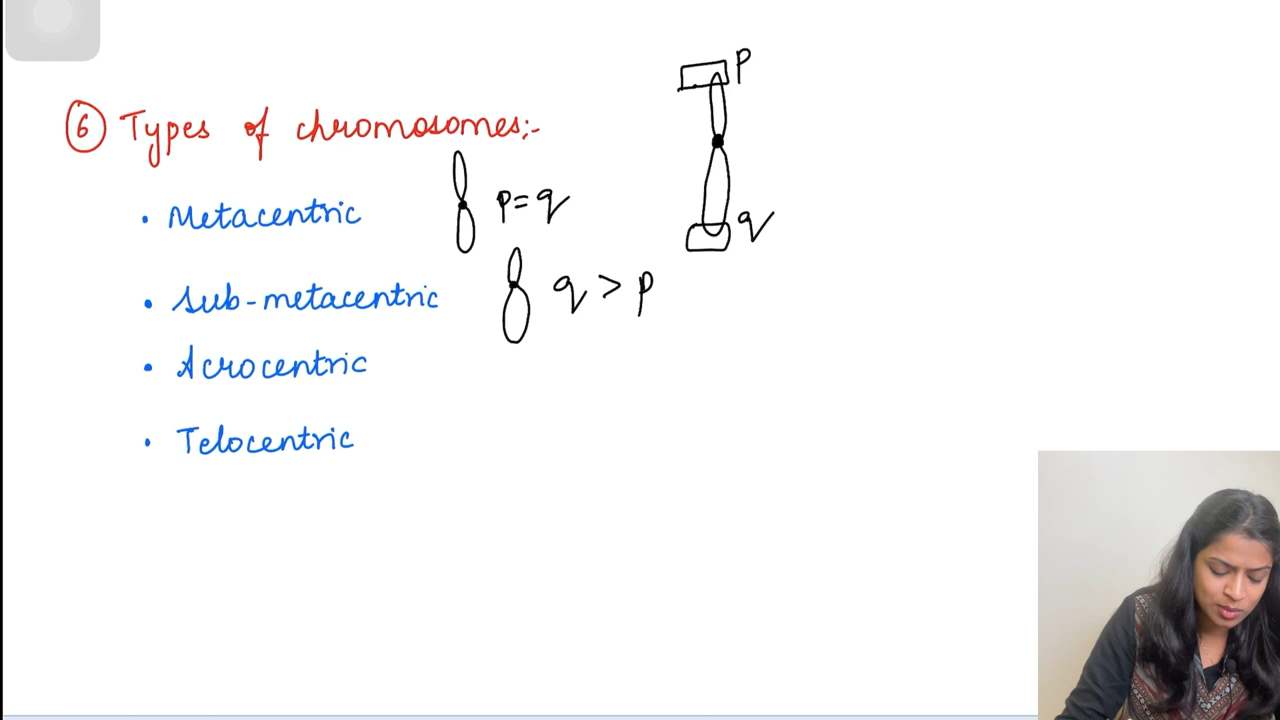 ⑥ Types of chromosomes:-
• Metacentric p=q
• Sub-metacentric q > p
• Acrocentric
• Telocentric
p
q